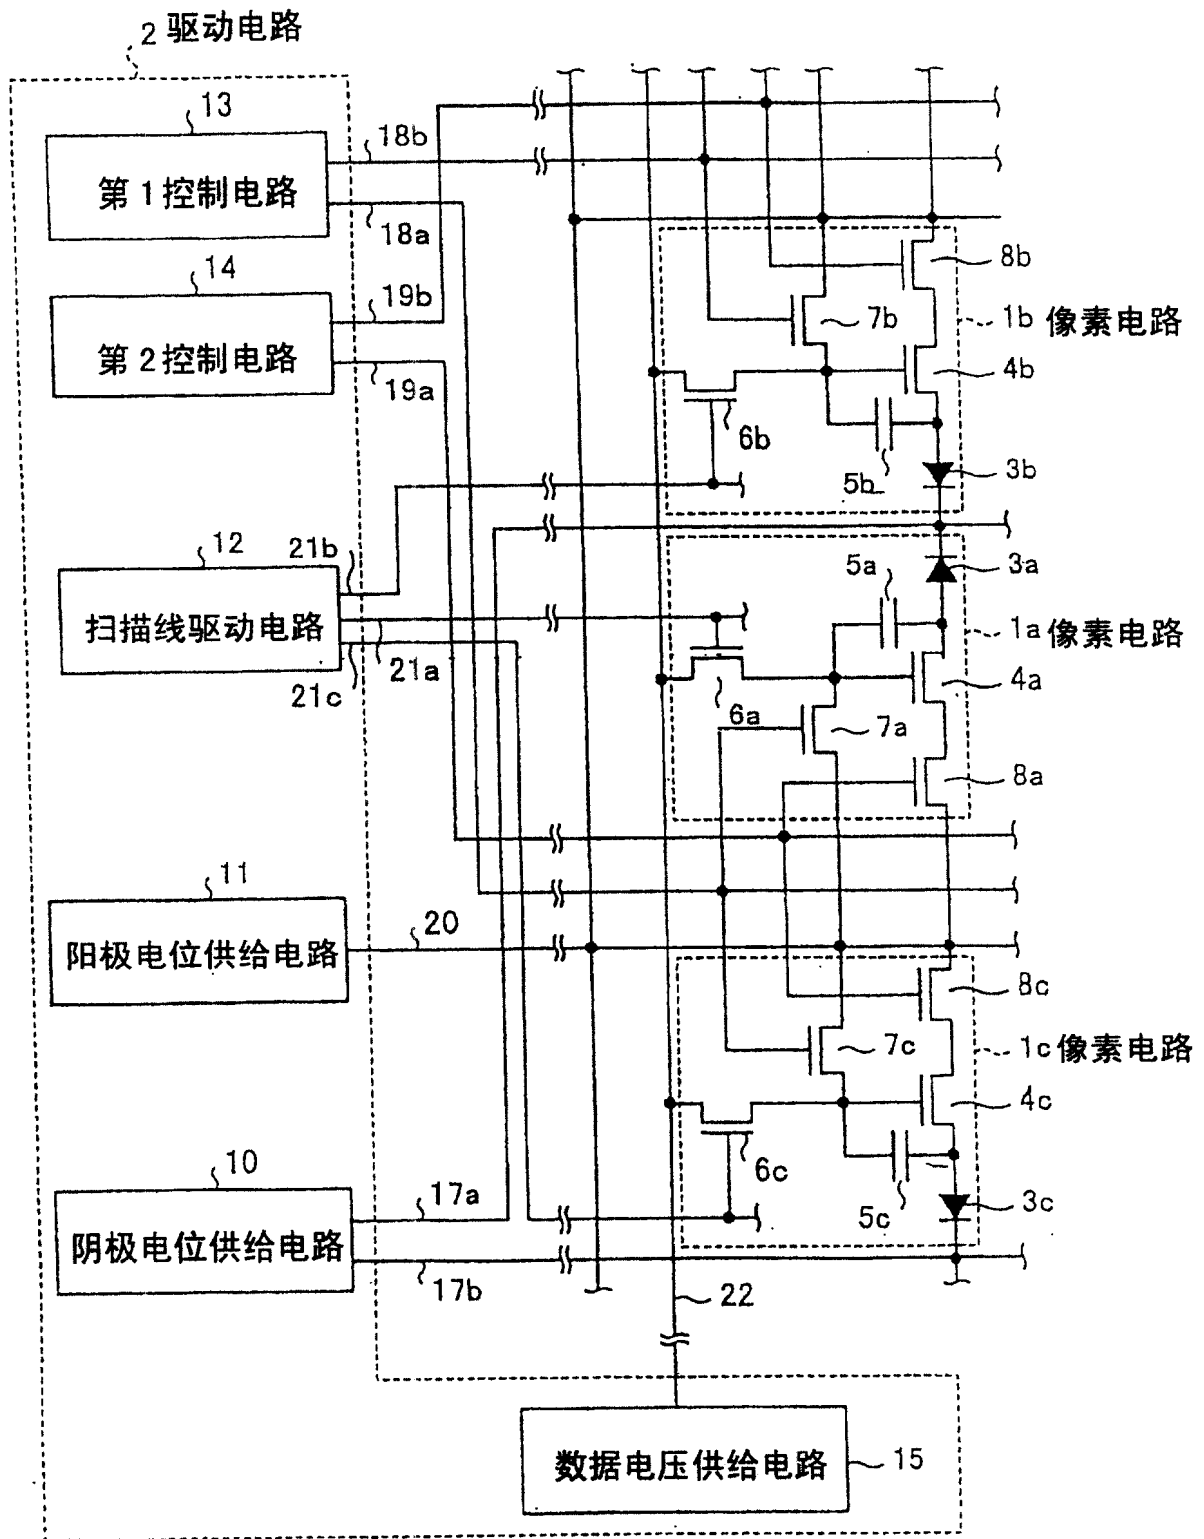 2 驱动电路
13
第1控制电路
18b
18a
14
第2控制电路
19b
19a
8b
7b
1b 像素电路
4b
6b
5b
3b
12
扫描线驱动电路
21b
21a
21c
5a
3a
1a 像素电路
4a
6a
7a
8a
11
阳极电位供给电路
20
8c
7c
1c 像素电路
4c
6c
5c
3c
10
阴极电位供给电路
17a
17b
22
数据电压供给电路
15